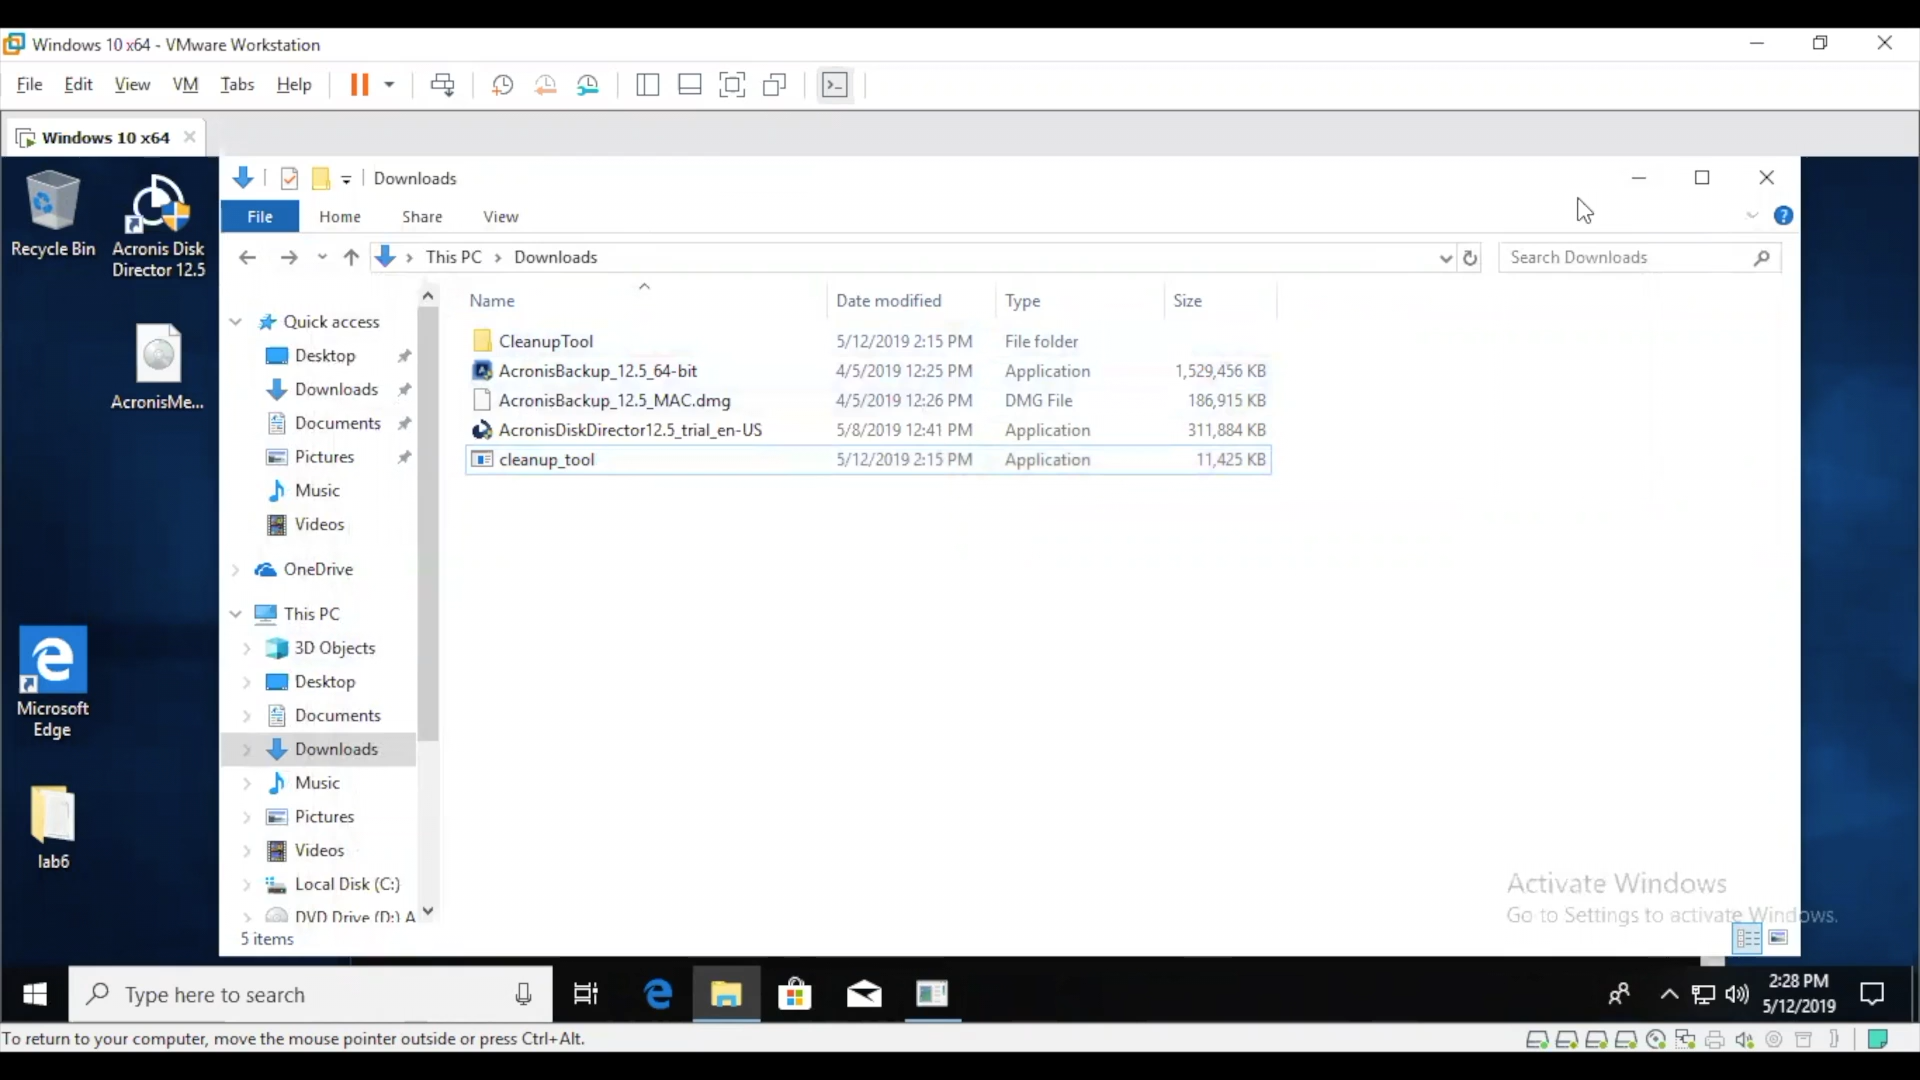 Windows 10 x64 - VMware Workstation
File Edit View VM Tabs Help
Windows 10 x64
Recycle Bin
Acronis Disk
Director 12.5
AcronisMe...
Microsoft
Edge
lab6
Downloads
File Home Share View
This PC Downloads
Search Downloads
Quick access
Desktop
Downloads
Documents
Pictures
Music
Videos
OneDrive
This PC
3D Objects
Desktop
Documents
Downloads
Music
Pictures
Videos
Local Disk (C:)
DVD Drive (D:) A
Name Date modified Type Size
CleanupTool 5/12/2019 2:15 PM File folder
AcronisBackup_12.5_64-bit 4/5/2019 12:25 PM Application 1,529,456 KB
AcronisBackup_12.5_MAC.dmg 4/5/2019 12:26 PM DMG File 186,915 KB
AcronisDiskDirector12.5_trial_en-US 5/8/2019 12:41 PM Application 311,884 KB
cleanup_tool 5/12/2019 2:15 PM Application 11,425 KB
Activate Windows
Go to Settings to activate Windows.
5 items
Type here to search
2:28 PM
5/12/2019
To return to your computer, move the mouse pointer outside or press Ctrl+Alt.